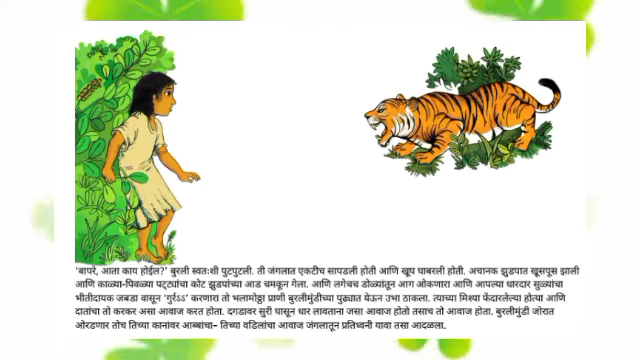 'बापरे, आता काय होईल?' बुरली स्वतःशी पुटपुटली. ती जंगलात एकटीच सापडली होती आणि खूप घाबरली होती. अचानक झुडपात खूसपूस झाली
आणि काळ्या-पिवळ्या पट्ट्यांचा कोट झुडपांच्या आड चमकून गेला. आणि लगेचच डोळ्यांतून आग ओकणारा आणि आपल्या धारदार सुळ्यांचा
भीतीदायक जबडा वासून 'गुर्रऽऽ' करणारा तो भलामोठ्ठा प्राणी बुरलीमुंडीच्या पुढ्यात येऊन उभा ठाकला. त्याच्या मिश्या फेंदारलेल्या होत्या आणि
दातांचा तो करकर असा आवाज करत होता. दगडावर सुरी घासून धार लावताना जसा आवाज होतो तसाच तो आवाज होता. बुरलीमुंडी जोरात
ओरडणार तोच तिच्या कानांवर आब्बांचा- तिच्या वडिलांचा आवाज जंगलातून प्रतिध्वनी यावा तसा आदळला.